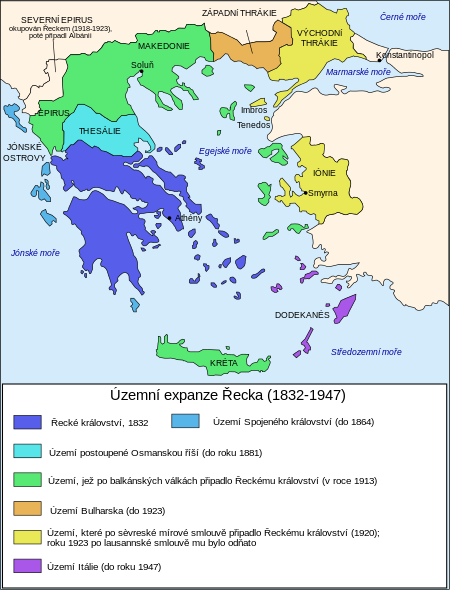 SEVERNÍ EPIRUS
okupován Řeckem (1918-1923),
poté připadl Albánii
ZÁPADNÍ THRÁKIE
Černé moře
VÝCHODNÍ
THRÁKIE
MAKEDONIE
Konstantinopol
Soluň
Marmarské moře
EPIRUS
Imbros
Tenedos
THESÁLIE
JÓNSKÉ
OSTROVY
Egejské moře
IÓNIE
Smyrna
Athény
Jónské moře
DODEKANÉS
Středozemní moře
KRÉTA
Územní expanze Řecka (1832-1947)
Řecké království, 1832
Území Spojeného království (do 1864)
Území postoupené Osmanskou říší (do roku 1881)
Území, jež po balkánských válkách připadlo Řeckému království (v roce 1913)
Území Bulharska (do 1923)
Území, které po sèvreské mírové smlouvě připadlo Řeckému království (1920);
roku 1923 po lausannské smlouvě mu bylo odňato
Území Itálie (do roku 1947)